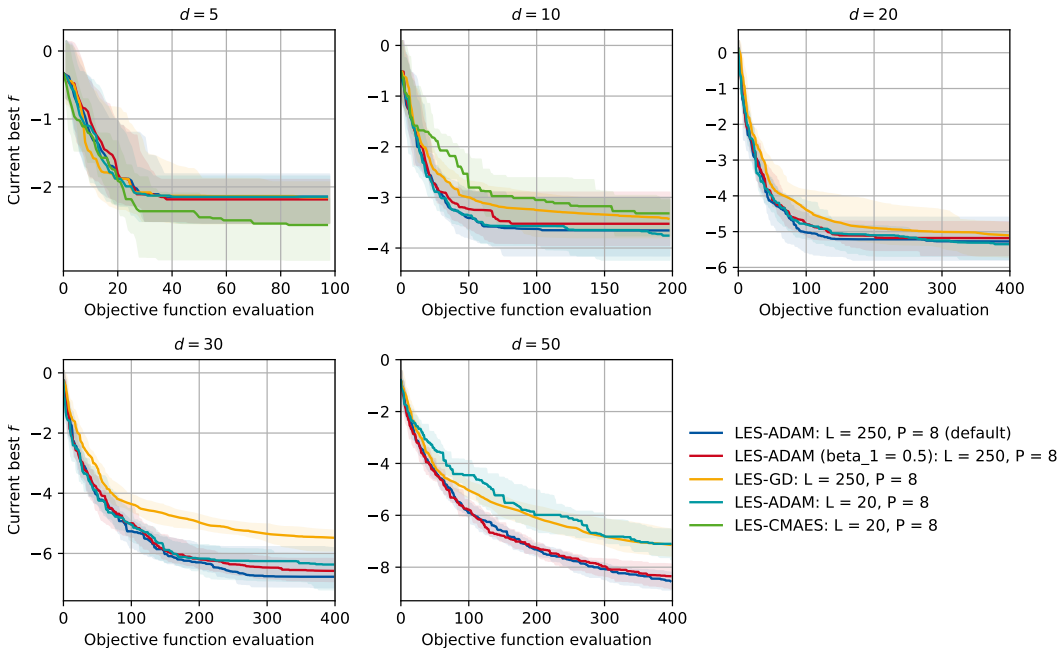 d = 5
d = 10
d = 20
Current best f
0
−1
−2
0 20 40 60 80 100
Objective function evaluation
0
−1
−2
−3
−4
0 50 100 150 200
Objective function evaluation
0
−1
−2
−3
−4
−5
−6
0 100 200 300 400
Objective function evaluation
d = 30
d = 50
Current best f
0
−2
−4
−6
0 100 200 300 400
Objective function evaluation
0
−2
−4
−6
−8
0 100 200 300 400
Objective function evaluation
LES-ADAM: L = 250, P = 8 (default)
LES-ADAM (beta_1 = 0.5): L = 250, P = 8
LES-GD: L = 250, P = 8
LES-ADAM: L = 20, P = 8
LES-CMAES: L = 20, P = 8